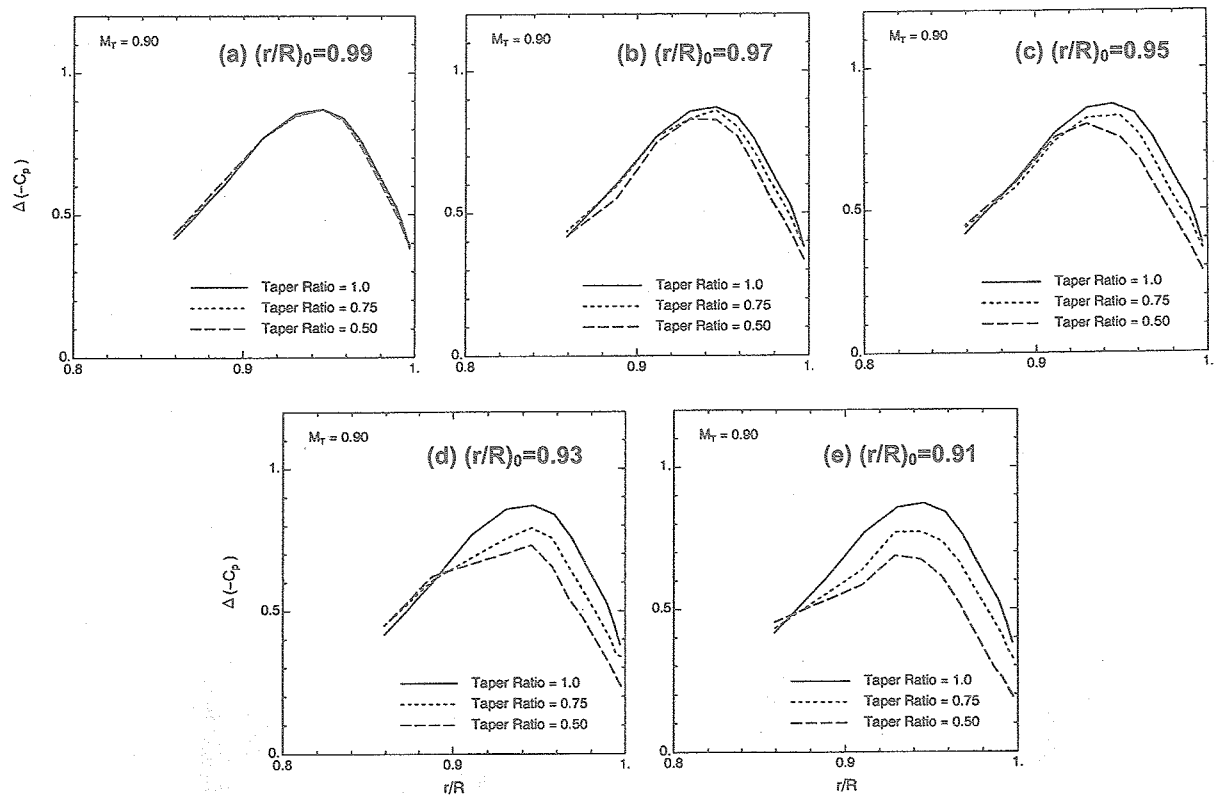 M_T = 0.90
(a) (r/R)₀=0.99
1.
0.5
0.
Δ (−C_p)
Taper Ratio = 1.0
Taper Ratio = 0.75
Taper Ratio = 0.50
0.8
0.9
1.
M_T = 0.90
(b) (r/R)₀=0.97
1.
0.5
0.
Taper Ratio = 1.0
Taper Ratio = 0.75
Taper Ratio = 0.50
0.8
0.9
1.
M_T = 0.90
(c) (r/R)₀=0.95
1.
0.5
0.
Taper Ratio = 1.0
Taper Ratio = 0.75
Taper Ratio = 0.50
0.8
0.9
1.
M_T = 0.90
(d) (r/R)₀=0.93
1.
0.5
0.
Δ (−C_p)
Taper Ratio = 1.0
Taper Ratio = 0.75
Taper Ratio = 0.50
0.8
0.9
1.
r/R
M_T = 0.90
(e) (r/R)₀=0.91
1.
0.5
0.
Taper Ratio = 1.0
Taper Ratio = 0.75
Taper Ratio = 0.50
0.8
0.9
1.
r/R